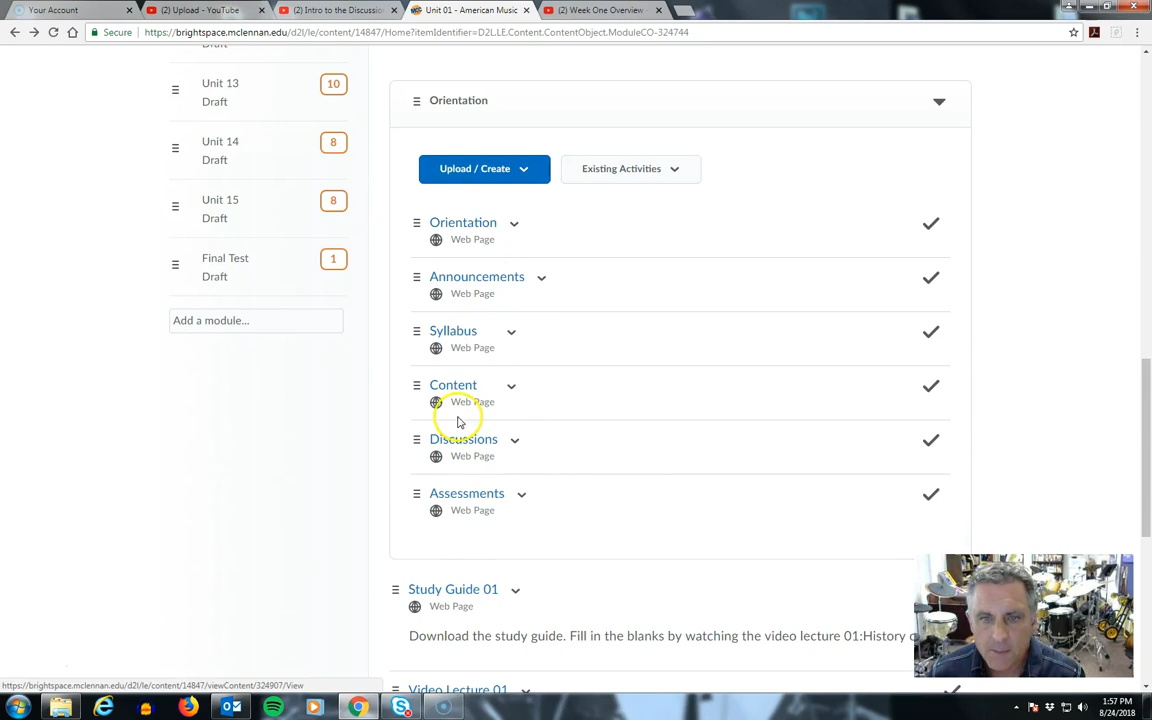 Your Account
(2) Upload - YouTube
(2) Intro to the Discussio
Unit 01 - American Music
(2) Week One Overview
Secure
https://brightspace.mclennan.edu/d2l/le/content/14847/Home?itemIdentifier=D2L.LE.Content.ContentObject.ModuleCO-324744
Draft
Unit 13
10
Draft
Unit 14
8
Draft
Unit 15
8
Draft
Final Test
1
Draft
Add a module...
Orientation
Upload / Create
Existing Activities
Orientation
Web Page
Announcements
Web Page
Syllabus
Web Page
Content
Web Page
Discussions
Web Page
Assessments
Web Page
Study Guide 01
Web Page
Download the study guide. Fill in the blanks by watching the video lecture 01:History o
Video Lecture 01
https://brightspace.mclennan.edu/d2l/le/content/14847/viewContent/324907/View
1:57 PM
8/24/2018